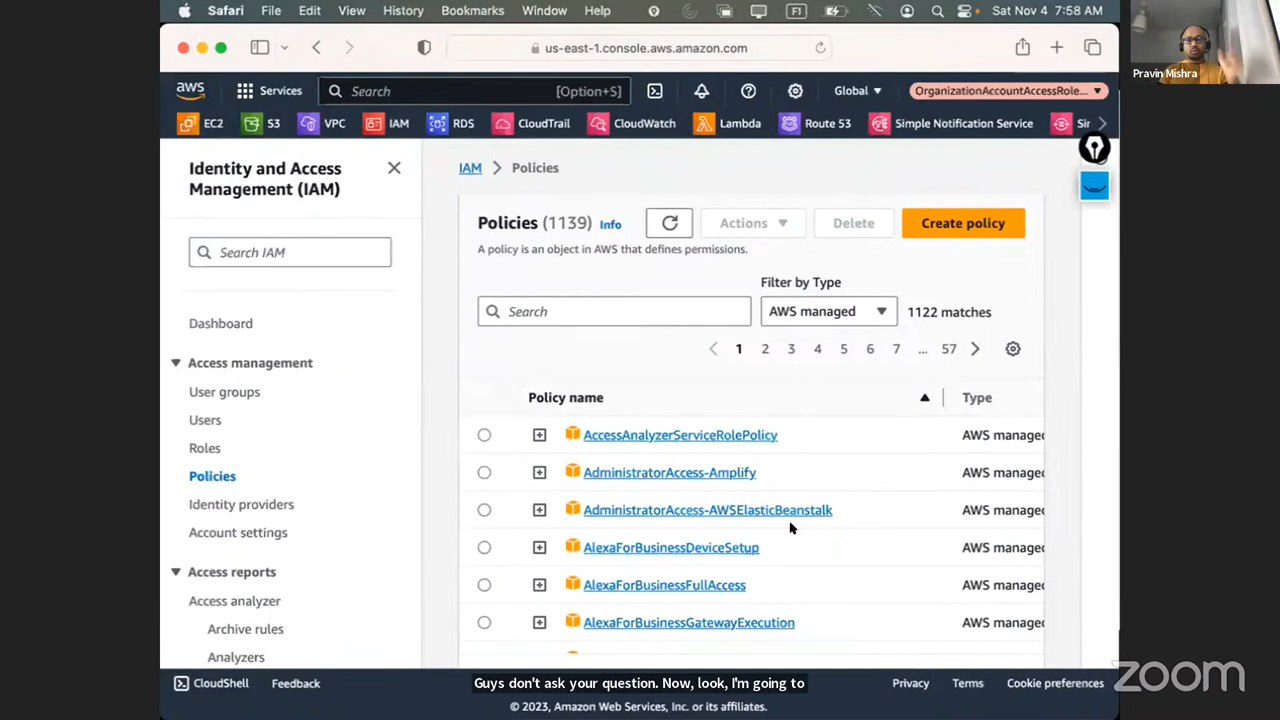 Safari File Edit View History Bookmarks Window Help FI Sat Nov 4 7:58 AM
Pravin Mishra
us-east-1.console.aws.amazon.com
aws Services Search [Option+S] Global OrganizationAccountAccessRole...
EC2 S3 VPC IAM RDS CloudTrail CloudWatch Lambda Route 53 Simple Notification Service Sir
Identity and Access
Management (IAM)
Search IAM
Dashboard
Access management
User groups
Users
Roles
Policies
Identity providers
Account settings
Access reports
Access analyzer
Archive rules
Analyzers
IAM > Policies
Policies (1139) Info Actions Delete Create policy
A policy is an object in AWS that defines permissions.
Filter by Type
Search AWS managed 1122 matches
1 2 3 4 5 6 7 ... 57
Policy name Type
AccessAnalyzerServiceRolePolicy AWS managed
AdministratorAccess-Amplify AWS managed
AdministratorAccess-AWSElasticBeanstalk AWS managed
AlexaForBusinessDeviceSetup AWS managed
AlexaForBusinessFullAccess AWS managed
AlexaForBusinessGatewayExecution AWS managed
CloudShell Feedback Privacy Terms Cookie preferences
Guys don't ask your question. Now, look, I'm going to
© 2023, Amazon Web Services, Inc. or its affiliates.
zoom